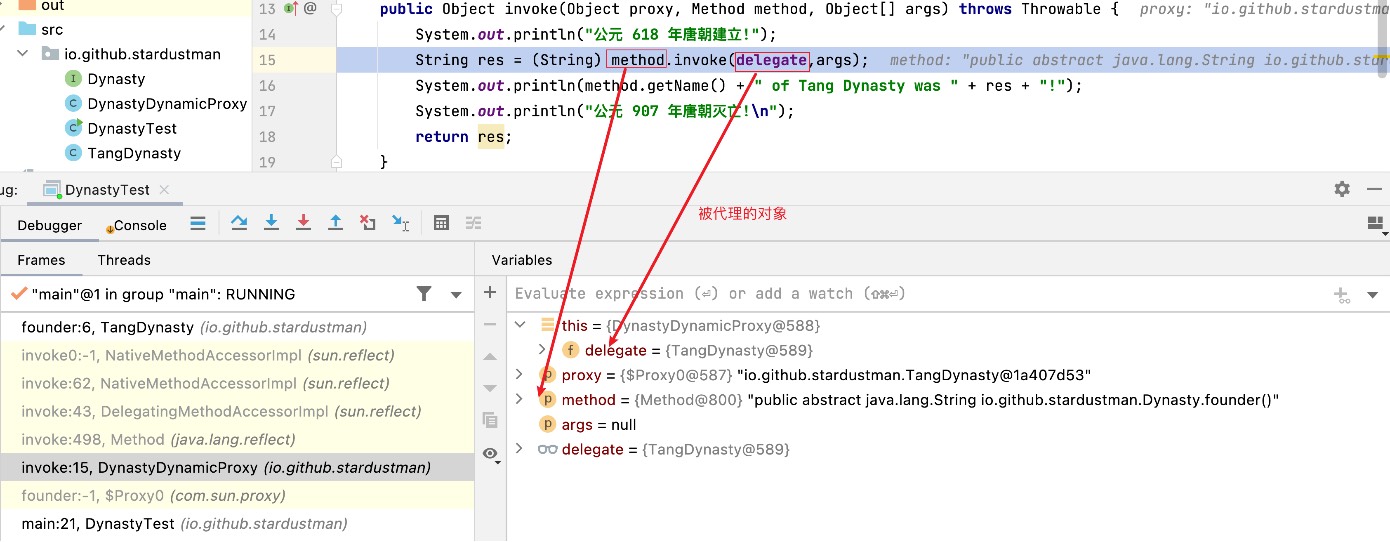 out
src
io.github.stardustman
Dynasty
DynastyDynamicProxy
DynastyTest
TangDynasty
13 @ public Object invoke(Object proxy, Method method, Object[] args) throws Throwable { proxy: "io.github.stardustma
14 System.out.println("公元 618 年唐朝建立!");
15 String res = (String) method.invoke(delegate,args); method: "public abstract java.lang.String io.github.star
16 System.out.println(method.getName() + " of Tang Dynasty was " + res + "!");
17 System.out.println("公元 907 年唐朝灭亡!\n");
18 return res;
19 }
ug: DynastyTest
Debugger Console
被代理的对象
Frames Threads
"main"@1 in group "main": RUNNING
founder:6, TangDynasty (io.github.stardustman)
invoke0:-1, NativeMethodAccessorImpl (sun.reflect)
invoke:62, NativeMethodAccessorImpl (sun.reflect)
invoke:43, DelegatingMethodAccessorImpl (sun.reflect)
invoke:498, Method (java.lang.reflect)
invoke:15, DynastyDynamicProxy (io.github.stardustman)
founder:-1, $Proxy0 (com.sun.proxy)
main:21, DynastyTest (io.github.stardustman)
Variables
Evaluate expression (⏎) or add a watch (⇧⌘⏎)
this = {DynastyDynamicProxy@588}
f delegate = {TangDynasty@589}
p proxy = {$Proxy0@587} "io.github.stardustman.TangDynasty@1a407d53"
p method = {Method@800} "public abstract java.lang.String io.github.stardustman.Dynasty.founder()"
p args = null
delegate = {TangDynasty@589}